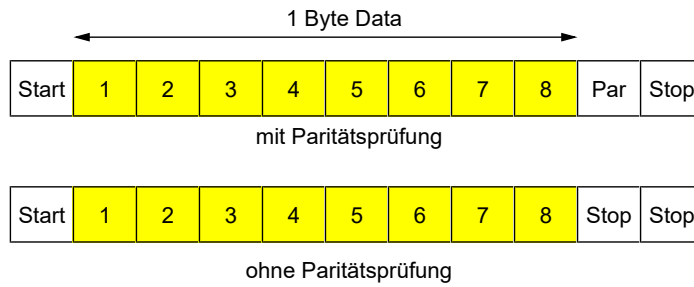 1 Byte Data
Start 1 2 3 4 5 6 7 8 Par Stop
mit Paritätsprüfung
Start 1 2 3 4 5 6 7 8 Stop Stop
ohne Paritätsprüfung